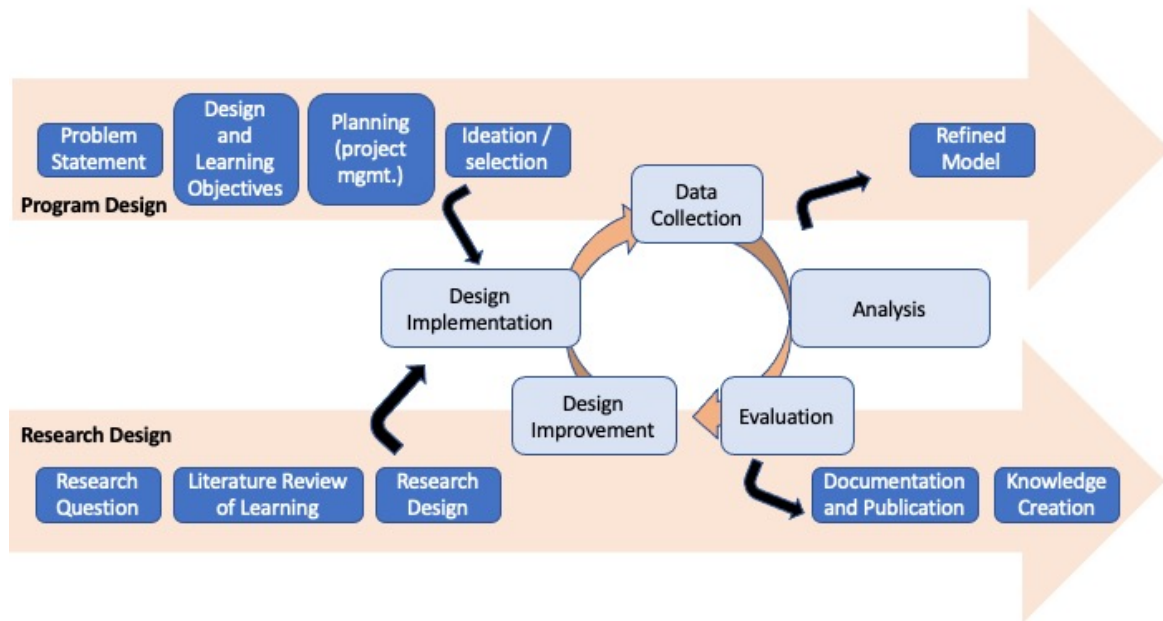 Problem
Statement
Design
and
Learning
Objectives
Planning
(project
mgmt.)
Ideation /
selection
Refined
Model
Program Design
Data
Collection
Design
Implementation
Analysis
Design
Improvement
Evaluation
Research Design
Research
Question
Literature Review
of Learning
Research
Design
Documentation
and Publication
Knowledge
Creation